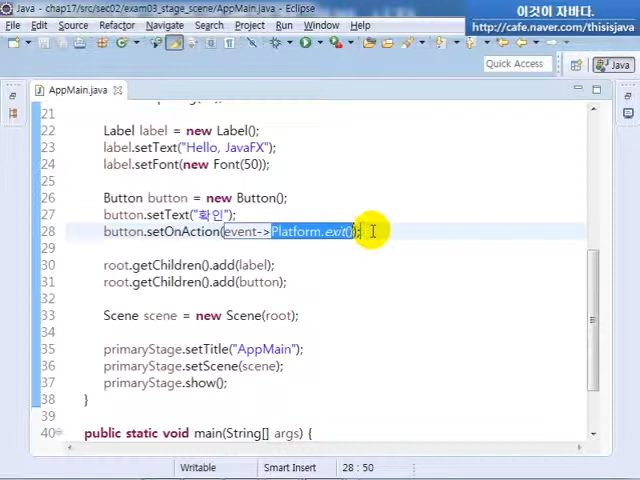 Java - chap17/src/sec02/exam03_stage_scene/AppMain.java - Eclipse
이것이 자바다.
http://cafe.naver.com/thisisjava
File Edit Source Refactor Navigate Search Project Run Window Help
Quick Access
Java
AppMain.java
21
22 Label label = new Label();
23 label.setText("Hello, JavaFX");
24 label.setFont(new Font(50));
25
26 Button button = new Button();
27 button.setText("확인");
28 button.setOnAction(event->Platform.exit());
29
30 root.getChildren().add(label);
31 root.getChildren().add(button);
32
33 Scene scene = new Scene(root);
34
35 primaryStage.setTitle("AppMain");
36 primaryStage.setScene(scene);
37 primaryStage.show();
38 }
39
40 public static void main(String[] args) {
Writable Smart Insert 28 : 50